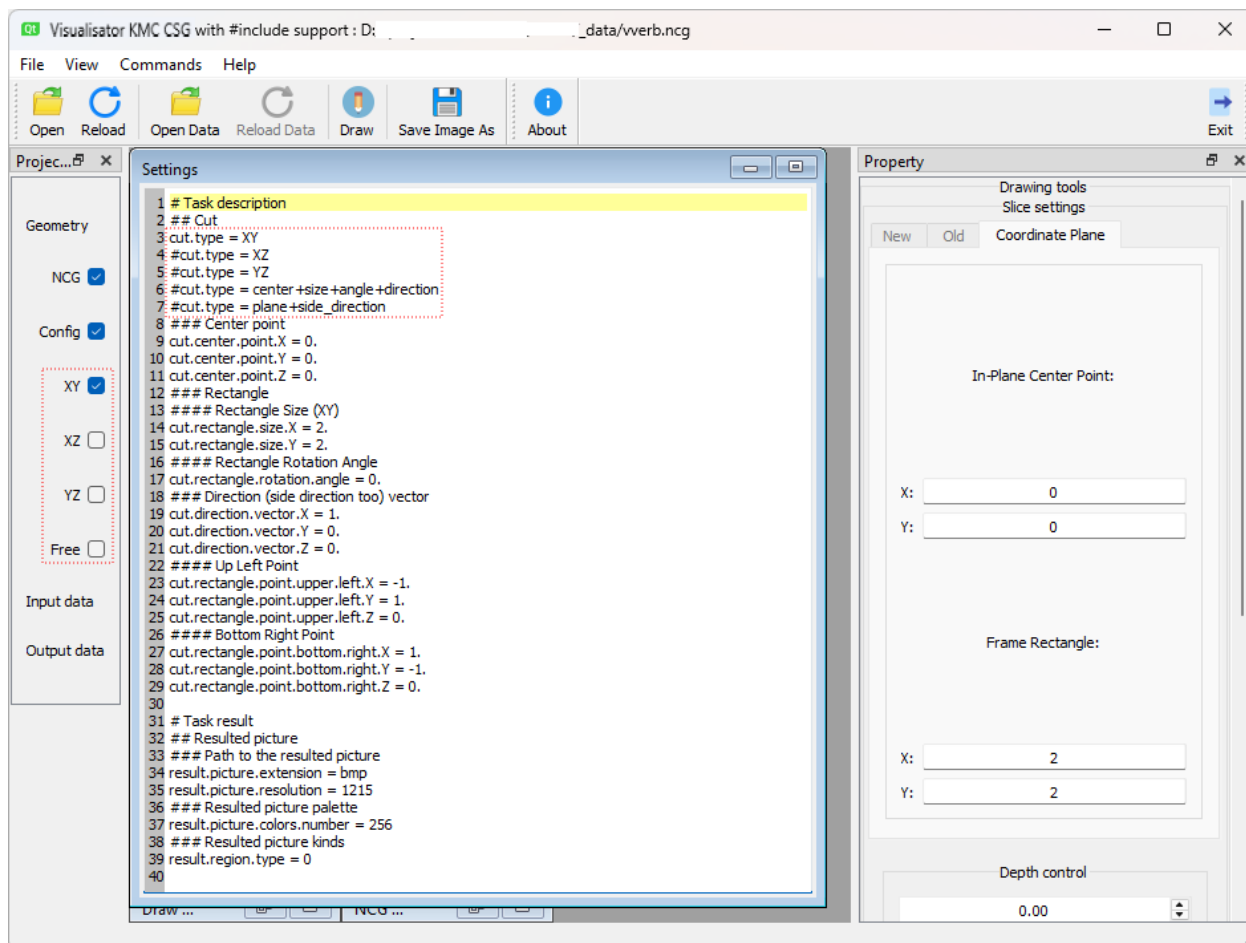 Visualisator KMC CSG with #include support : D: _data/vverb.ncg
File View Commands Help
Open Reload Open Data Reload Data Draw Save Image As About Exit
Projec...
Geometry
NCG
Config
XY
XZ
YZ
Free
Input data
Output data
Settings
1 # Task description
2 ## Cut
3 cut.type = XY
4 #cut.type = XZ
5 #cut.type = YZ
6 #cut.type = center+size+angle+direction
7 #cut.type = plane+side_direction
8 ### Center point
9 cut.center.point.X = 0.
10 cut.center.point.Y = 0.
11 cut.center.point.Z = 0.
12 ### Rectangle
13 #### Rectangle Size (XY)
14 cut.rectangle.size.X = 2.
15 cut.rectangle.size.Y = 2.
16 #### Rectangle Rotation Angle
17 cut.rectangle.rotation.angle = 0.
18 ### Direction (side direction too) vector
19 cut.direction.vector.X = 1.
20 cut.direction.vector.Y = 0.
21 cut.direction.vector.Z = 0.
22 #### Up Left Point
23 cut.rectangle.point.upper.left.X = -1.
24 cut.rectangle.point.upper.left.Y = 1.
25 cut.rectangle.point.upper.left.Z = 0.
26 #### Bottom Right Point
27 cut.rectangle.point.bottom.right.X = 1.
28 cut.rectangle.point.bottom.right.Y = -1.
29 cut.rectangle.point.bottom.right.Z = 0.
30
31 # Task result
32 ## Resulted picture
33 ### Path to the resulted picture
34 result.picture.extension = bmp
35 result.picture.resolution = 1215
36 ### Resulted picture palette
37 result.picture.colors.number = 256
38 ### Resulted picture kinds
39 result.region.type = 0
40
Draw ... NCG ...
Property
Drawing tools
Slice settings
New Old Coordinate Plane
In-Plane Center Point:
X: 0
Y: 0
Frame Rectangle:
X: 2
Y: 2
Depth control
0.00